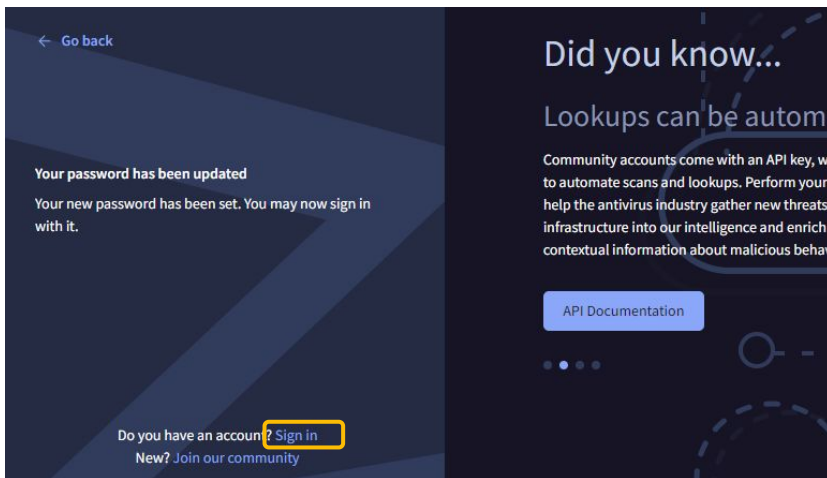 ← Go back
Your password has been updated
Your new password has been set. You may now sign in
with it.
Do you have an account? Sign in
New? Join our community
Did you know...
Lookups can be autom
Community accounts come with an API key, w
to automate scans and lookups. Perform your
help the antivirus industry gather new threats
infrastructure into our intelligence and enrich
contextual information about malicious beha
API Documentation